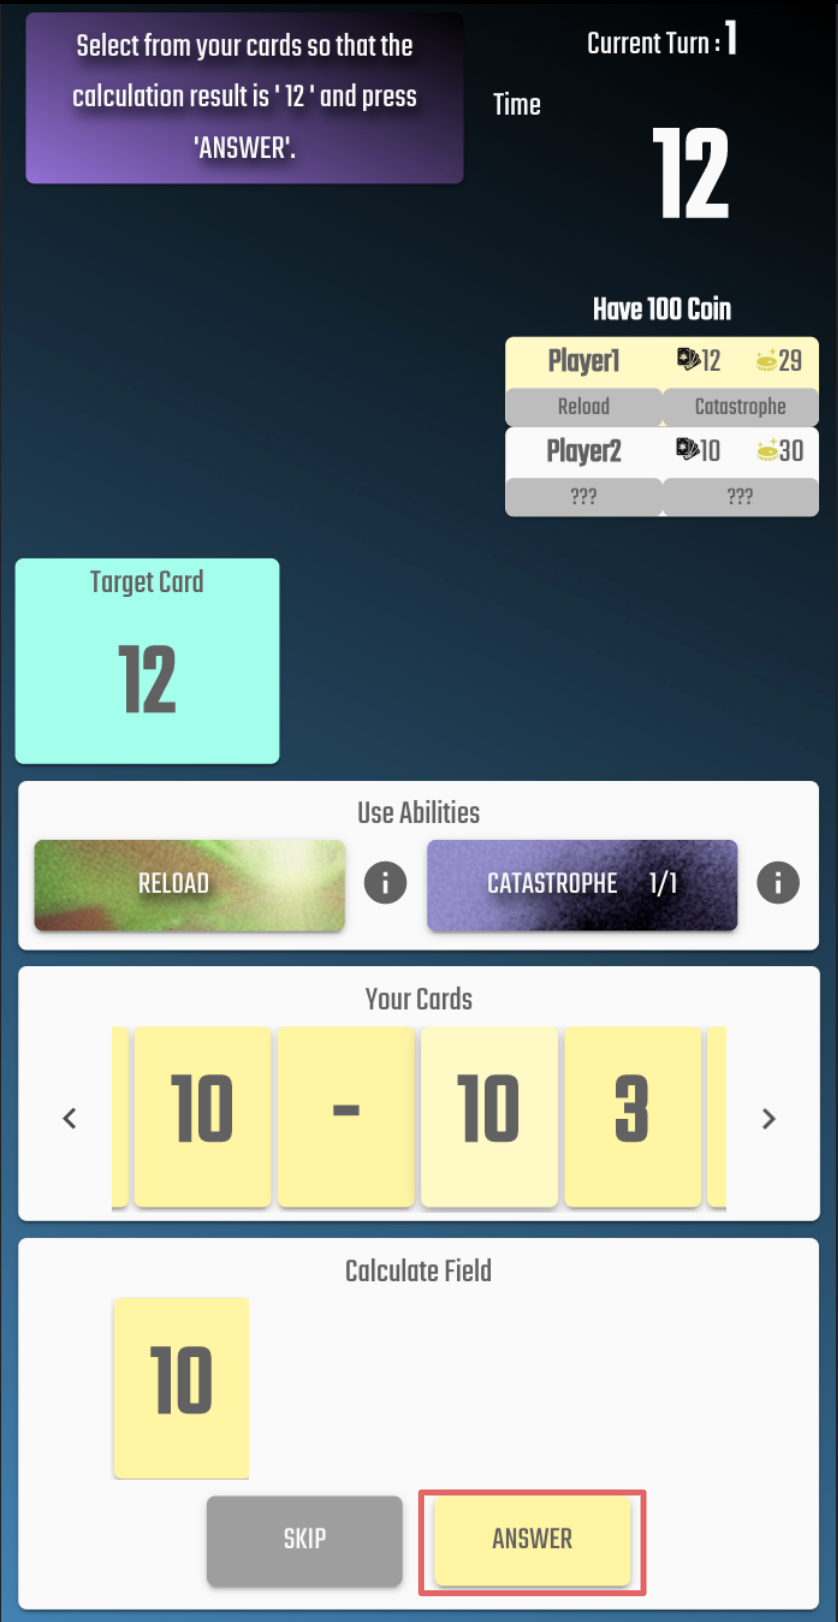 Select from your cards so that the
calculation result is ' 12 ' and press
'ANSWER'.
Current Turn : 1
Time
12
Have 100 Coin
Player1 12 29
Reload Catastrophe
Player2 10 30
??? ???
Target Card
12
Use Abilities
RELOAD i CATASTROPHE 1/1 i
Your Cards
< 10 - 10 3 >
Calculate Field
10
SKIP ANSWER